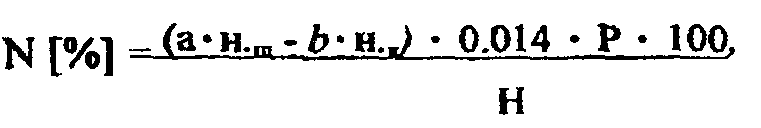 N [%] = (а·н.щ - b·н.к) · 0.014 · Р · 100,
Н